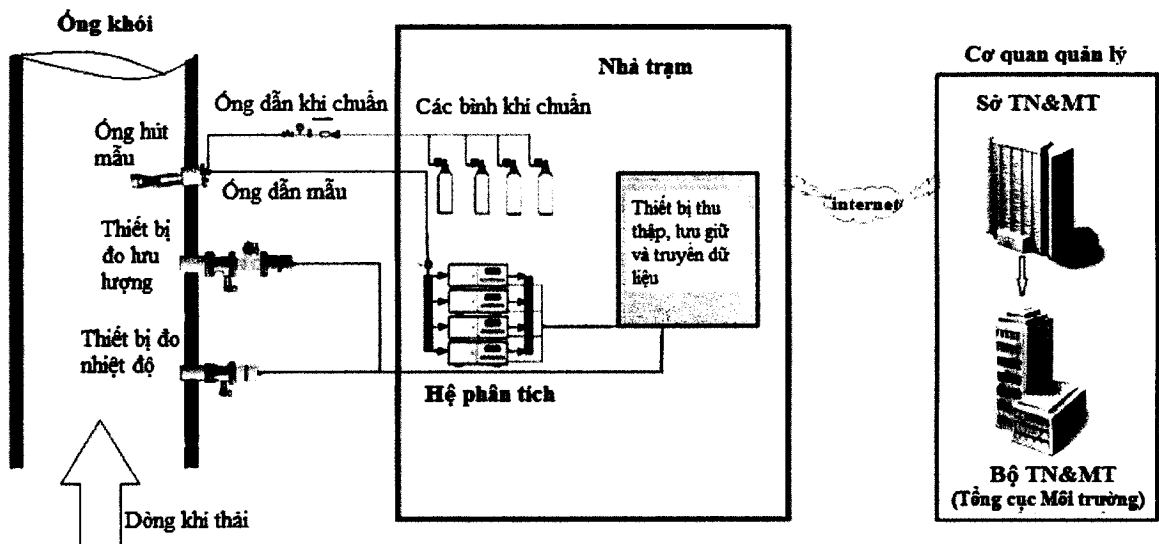 Ống khói
Ống dẫn khí chuẩn
Ống hút
mẫu
Ống dẫn mẫu
Thiết bị
đo lưu
lượng
Thiết bị đo
nhiệt độ
Dòng khí thải
Nhà trạm
Các bình khí chuẩn
Thiết bị thu
thập, lưu giữ
và truyền dữ
liệu
Hệ phân tích
internet
Cơ quan quản lý
Sở TN&MT
Bộ TN&MT
(Tổng cục Môi trường)